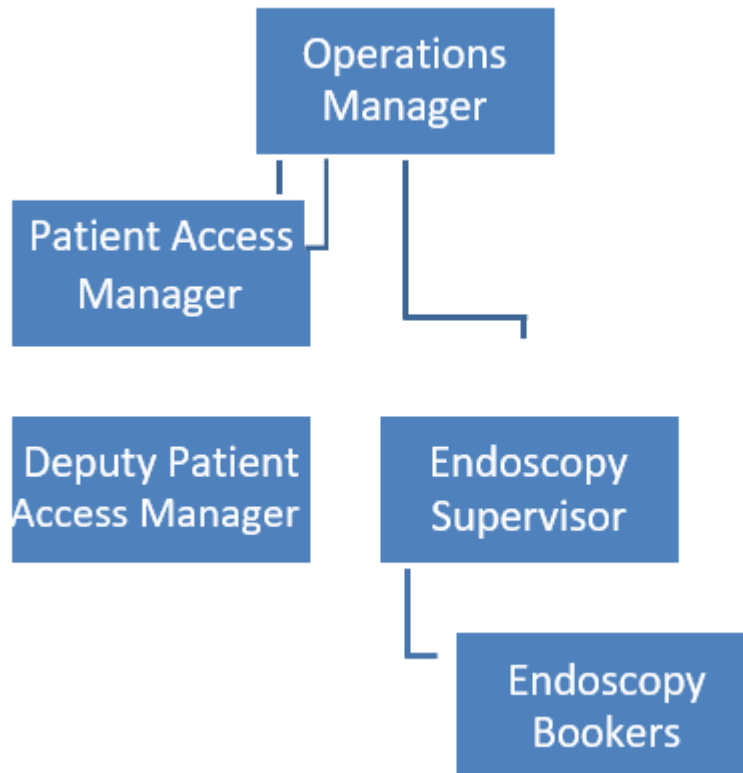 Operations
Manager
Patient Access
Manager
Deputy Patient
Access Manager
Endoscopy
Supervisor
Endoscopy
Bookers